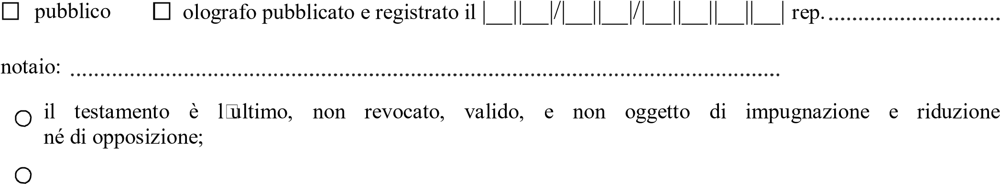 ☐ pubblico ☐ olografo pubblicato e registrato il |__||__|/|__||__|/|__||__||__||__| rep.............................
notaio: ........................................................................................................................
○ il testamento è l□ultimo, non revocato, valido, e non oggetto di impugnazione e riduzione
né di opposizione;
○